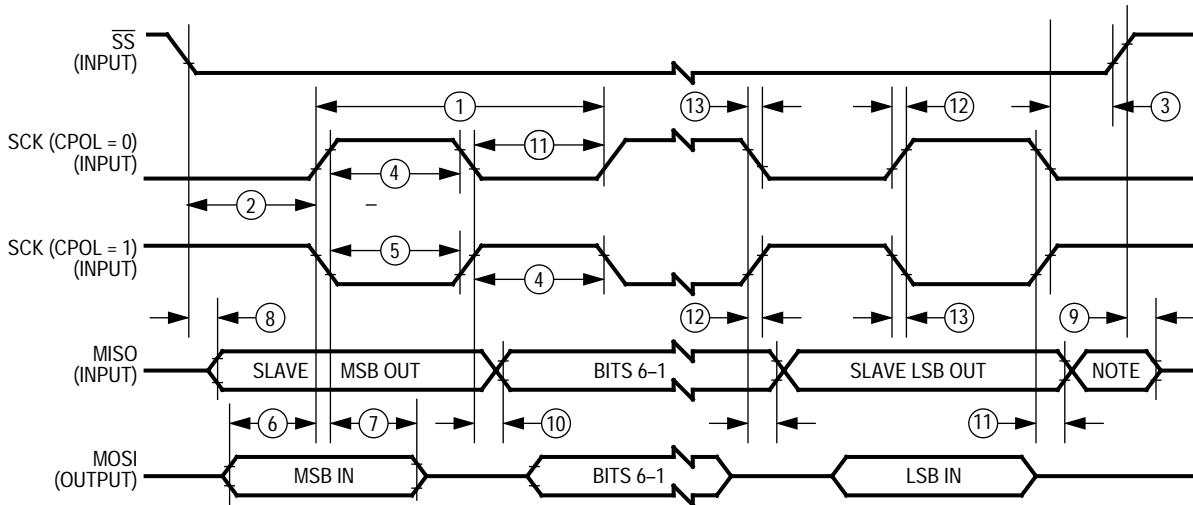 SS
(INPUT)
1
13
12
3
SCK (CPOL = 0)
(INPUT)
11
4
2
–
SCK (CPOL = 1)
(INPUT)
5
4
8
12
13
9
MISO
(INPUT)
SLAVE MSB OUT
BITS 6–1
SLAVE LSB OUT
NOTE
6
7
10
11
MOSI
(OUTPUT)
MSB IN
BITS 6–1
LSB IN